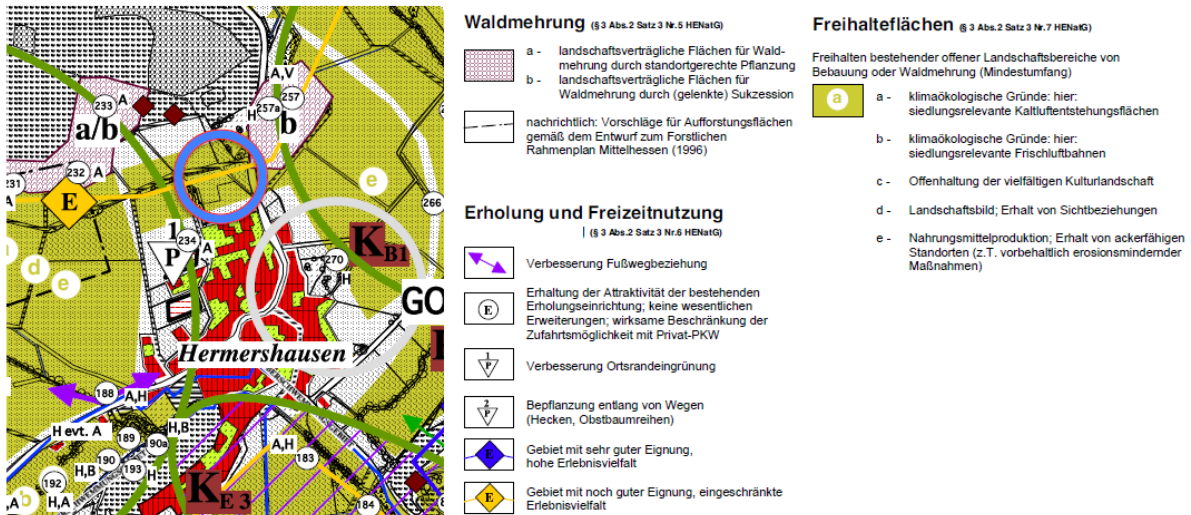 A,V
233
A
257
257a
H
a/b
b
232
A
231
A
E
e
266
1
P
234
A
K B1
270
H
d
e
e
GO
Hermershausen
188
A,H
H evt. A
H,B
189
90a
A,H
H,B
190
193
H
183
192
H,A
b
K E 3
184
Waldmehrung (§ 3 Abs.2 Satz 3 Nr.5 HENatG)
a - landschaftsverträgliche Flächen für Wald-
mehrung durch standortgerechte Pflanzung
b - landschaftsverträgliche Flächen für
Waldmehrung durch (gelenkte) Sukzession
nachrichtlich: Vorschläge für Aufforstungsflächen
gemäß dem Entwurf zum Forstlichen
Rahmenplan Mittelhessen (1996)
Erholung und Freizeitnutzung
(§ 3 Abs.2 Satz 3 Nr.6 HENatG)
Verbesserung Fußwegbeziehung
E
Erhaltung der Attraktivität der bestehenden
Erholungseinrichtung; keine wesentlichen
Erweiterungen; wirksame Beschränkung der
Zufahrtsmöglichkeit mit Privat-PKW
1
P
Verbesserung Ortsrandeingrünung
2
P
Bepflanzung entlang von Wegen
(Hecken, Obstbaumreihen)
E
Gebiet mit sehr guter Eignung,
hohe Erlebnisvielfalt
E
Gebiet mit noch guter Eignung, eingeschränkte
Erlebnisvielfalt
Freihalteflächen (§ 3 Abs.2 Satz 3 Nr.7 HENatG)
Freihalten bestehender offener Landschaftsbereiche von
Bebauung oder Waldmehrung (Mindestumfang)
a
a - klimaökologische Gründe: hier:
siedlungsrelevante Kaltluftentstehungsflächen
b - klimaökologische Gründe: hier:
siedlungsrelevante Frischluftbahnen
c - Offenhaltung der vielfältigen Kulturlandschaft
d - Landschaftsbild; Erhalt von Sichtbeziehungen
e - Nahrungsmittelproduktion; Erhalt von ackerfähigen
Standorten (z.T. vorbehaltlich erosionsmindernder
Maßnahmen)